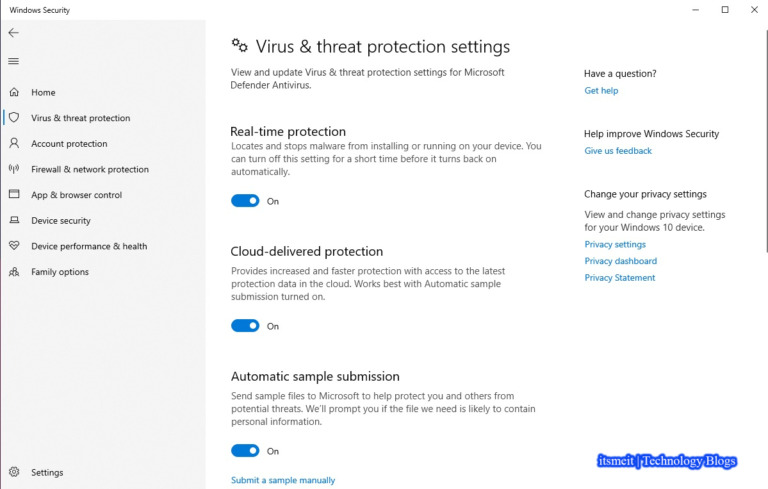 Windows Security
Home
Virus & threat protection
Account protection
Firewall & network protection
App & browser control
Device security
Device performance & health
Family options
Settings
Virus & threat protection settings
View and update Virus & threat protection settings for Microsoft
Defender Antivirus.
Real-time protection
Locates and stops malware from installing or running on your device. You
can turn off this setting for a short time before it turns back on
automatically.
On
Cloud-delivered protection
Provides increased and faster protection with access to the latest
protection data in the cloud. Works best with Automatic sample
submission turned on.
On
Automatic sample submission
Send sample files to Microsoft to help protect you and others from
potential threats. We'll prompt you if the file we need is likely to contain
personal information.
On
Submit a sample manually
Have a question?
Get help
Help improve Windows Security
Give us feedback
Change your privacy settings
View and change privacy settings
for your Windows 10 device.
Privacy settings
Privacy dashboard
Privacy Statement
itsmeit | Technology Blogs